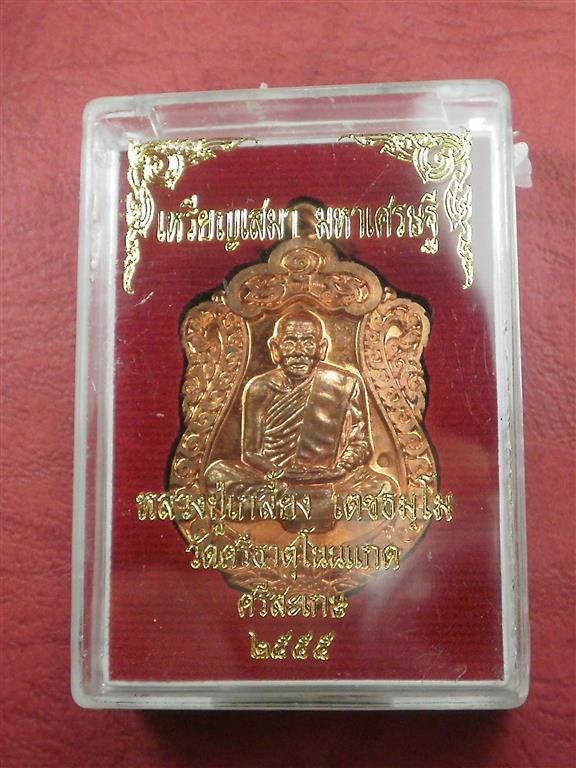 เหรียญเสมา มหาเศรษฐี
หลวงปู่เกลี้ยง เตชธมฺโม
วัดศรีธาตุโนนแกด
ศรีสะเกษ
๒๕๕๕